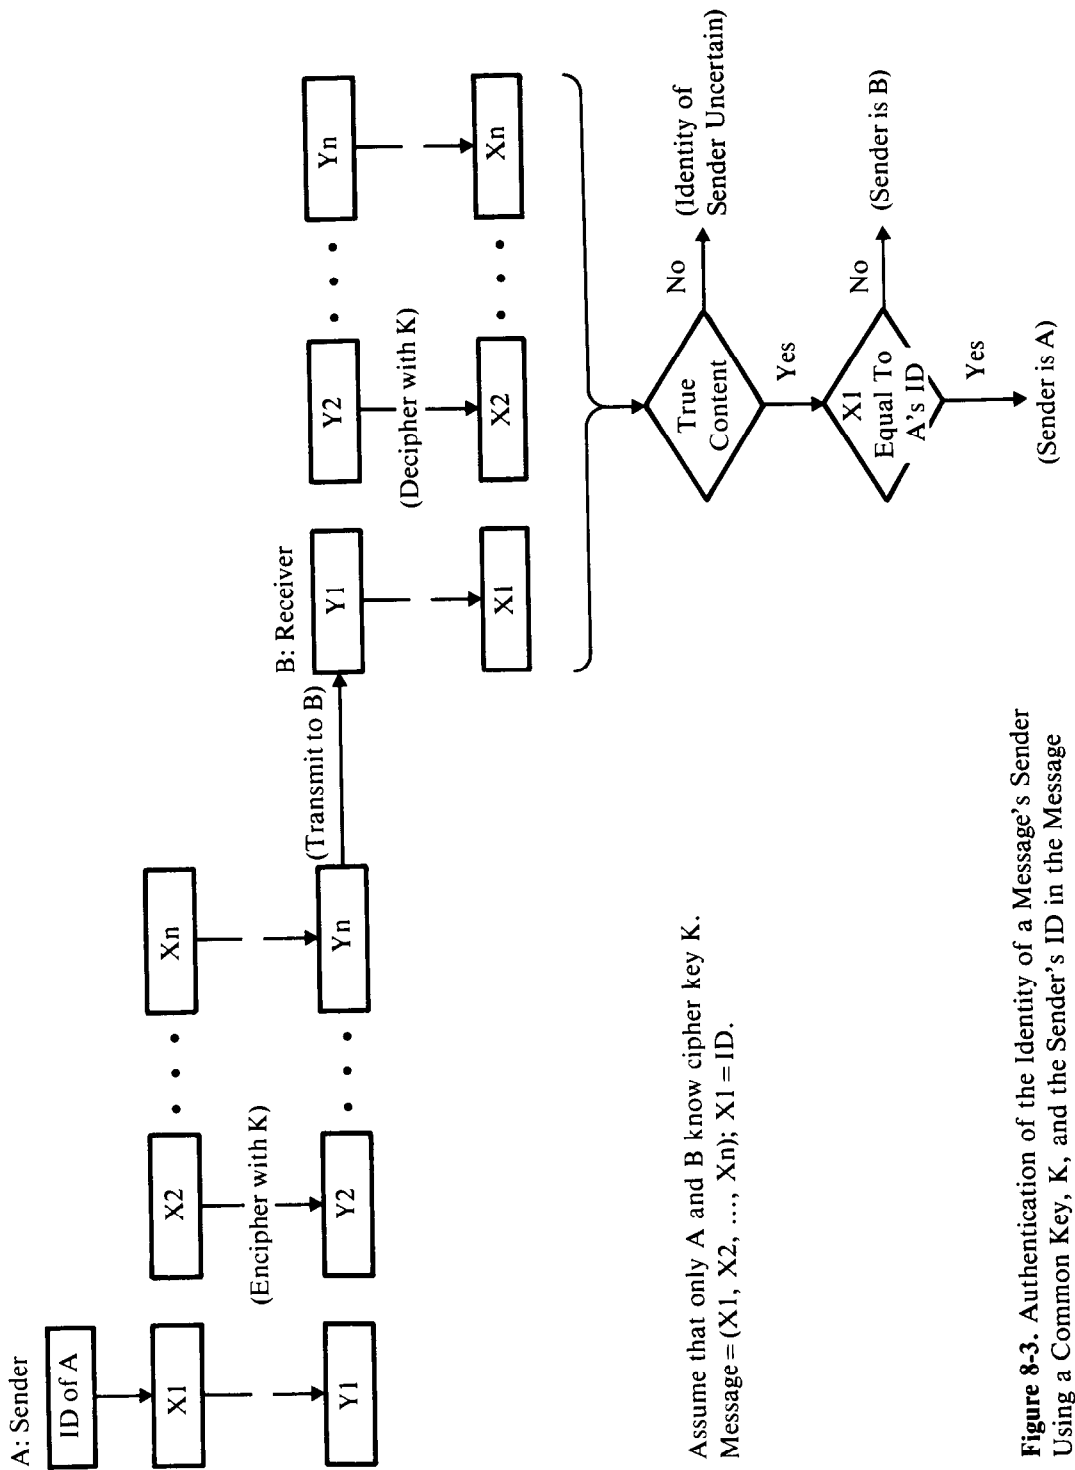 A: Sender
ID of A
X1
X2
• • •
Xn
(Encipher with K)
Y1
Y2
• • •
Yn
(Transmit to B)
B: Receiver
Y1
Y2
• • •
Yn
(Decipher with K)
X1
X2
• • •
Xn
True
Content
No
(Identity of
Sender Uncertain)
Yes
X1
Equal To
A's ID
No
(Sender is B)
Yes
(Sender is A)
Assume that only A and B know cipher key K.
Message = (X1, X2, ..., Xn); X1 = ID.
Figure 8-3. Authentication of the Identity of a Message's Sender
Using a Common Key, K, and the Sender's ID in the Message